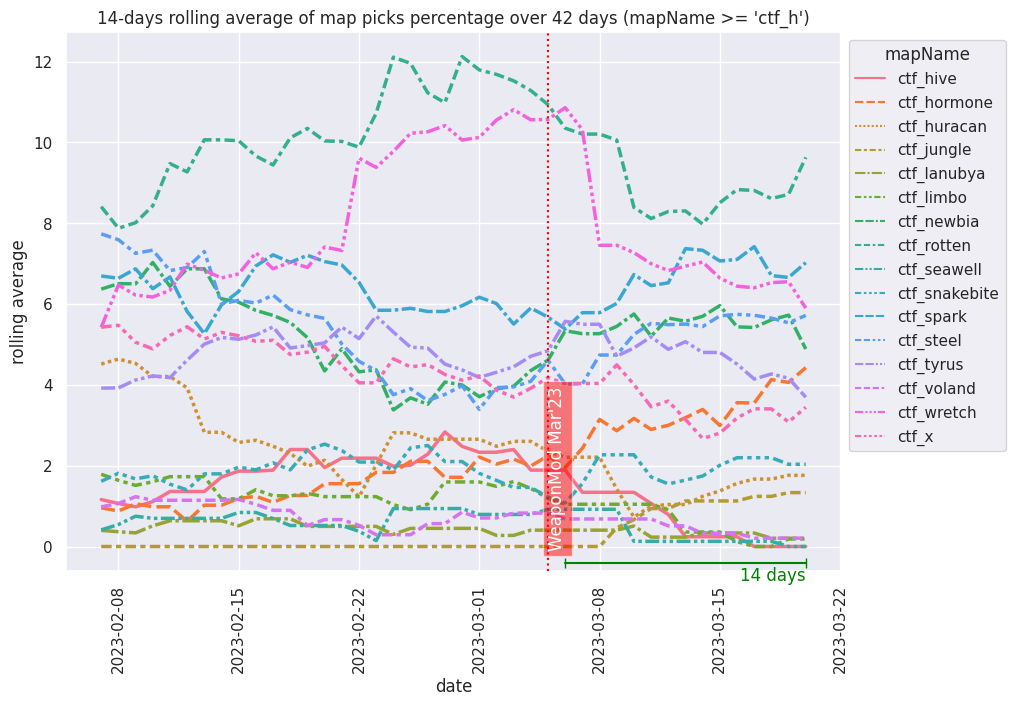 14-days rolling average of map picks percentage over 42 days (mapName >= 'ctf_h')
rolling average
12
10
8
6
4
2
0
WeaponMod Mar'23
14 days
2023-02-08
2023-02-15
2023-02-22
2023-03-01
2023-03-08
2023-03-15
2023-03-22
date
mapName
ctf_hive
ctf_hormone
ctf_huracan
ctf_jungle
ctf_lanubya
ctf_limbo
ctf_newbia
ctf_rotten
ctf_seawell
ctf_snakebite
ctf_spark
ctf_steel
ctf_tyrus
ctf_voland
ctf_wretch
ctf_x